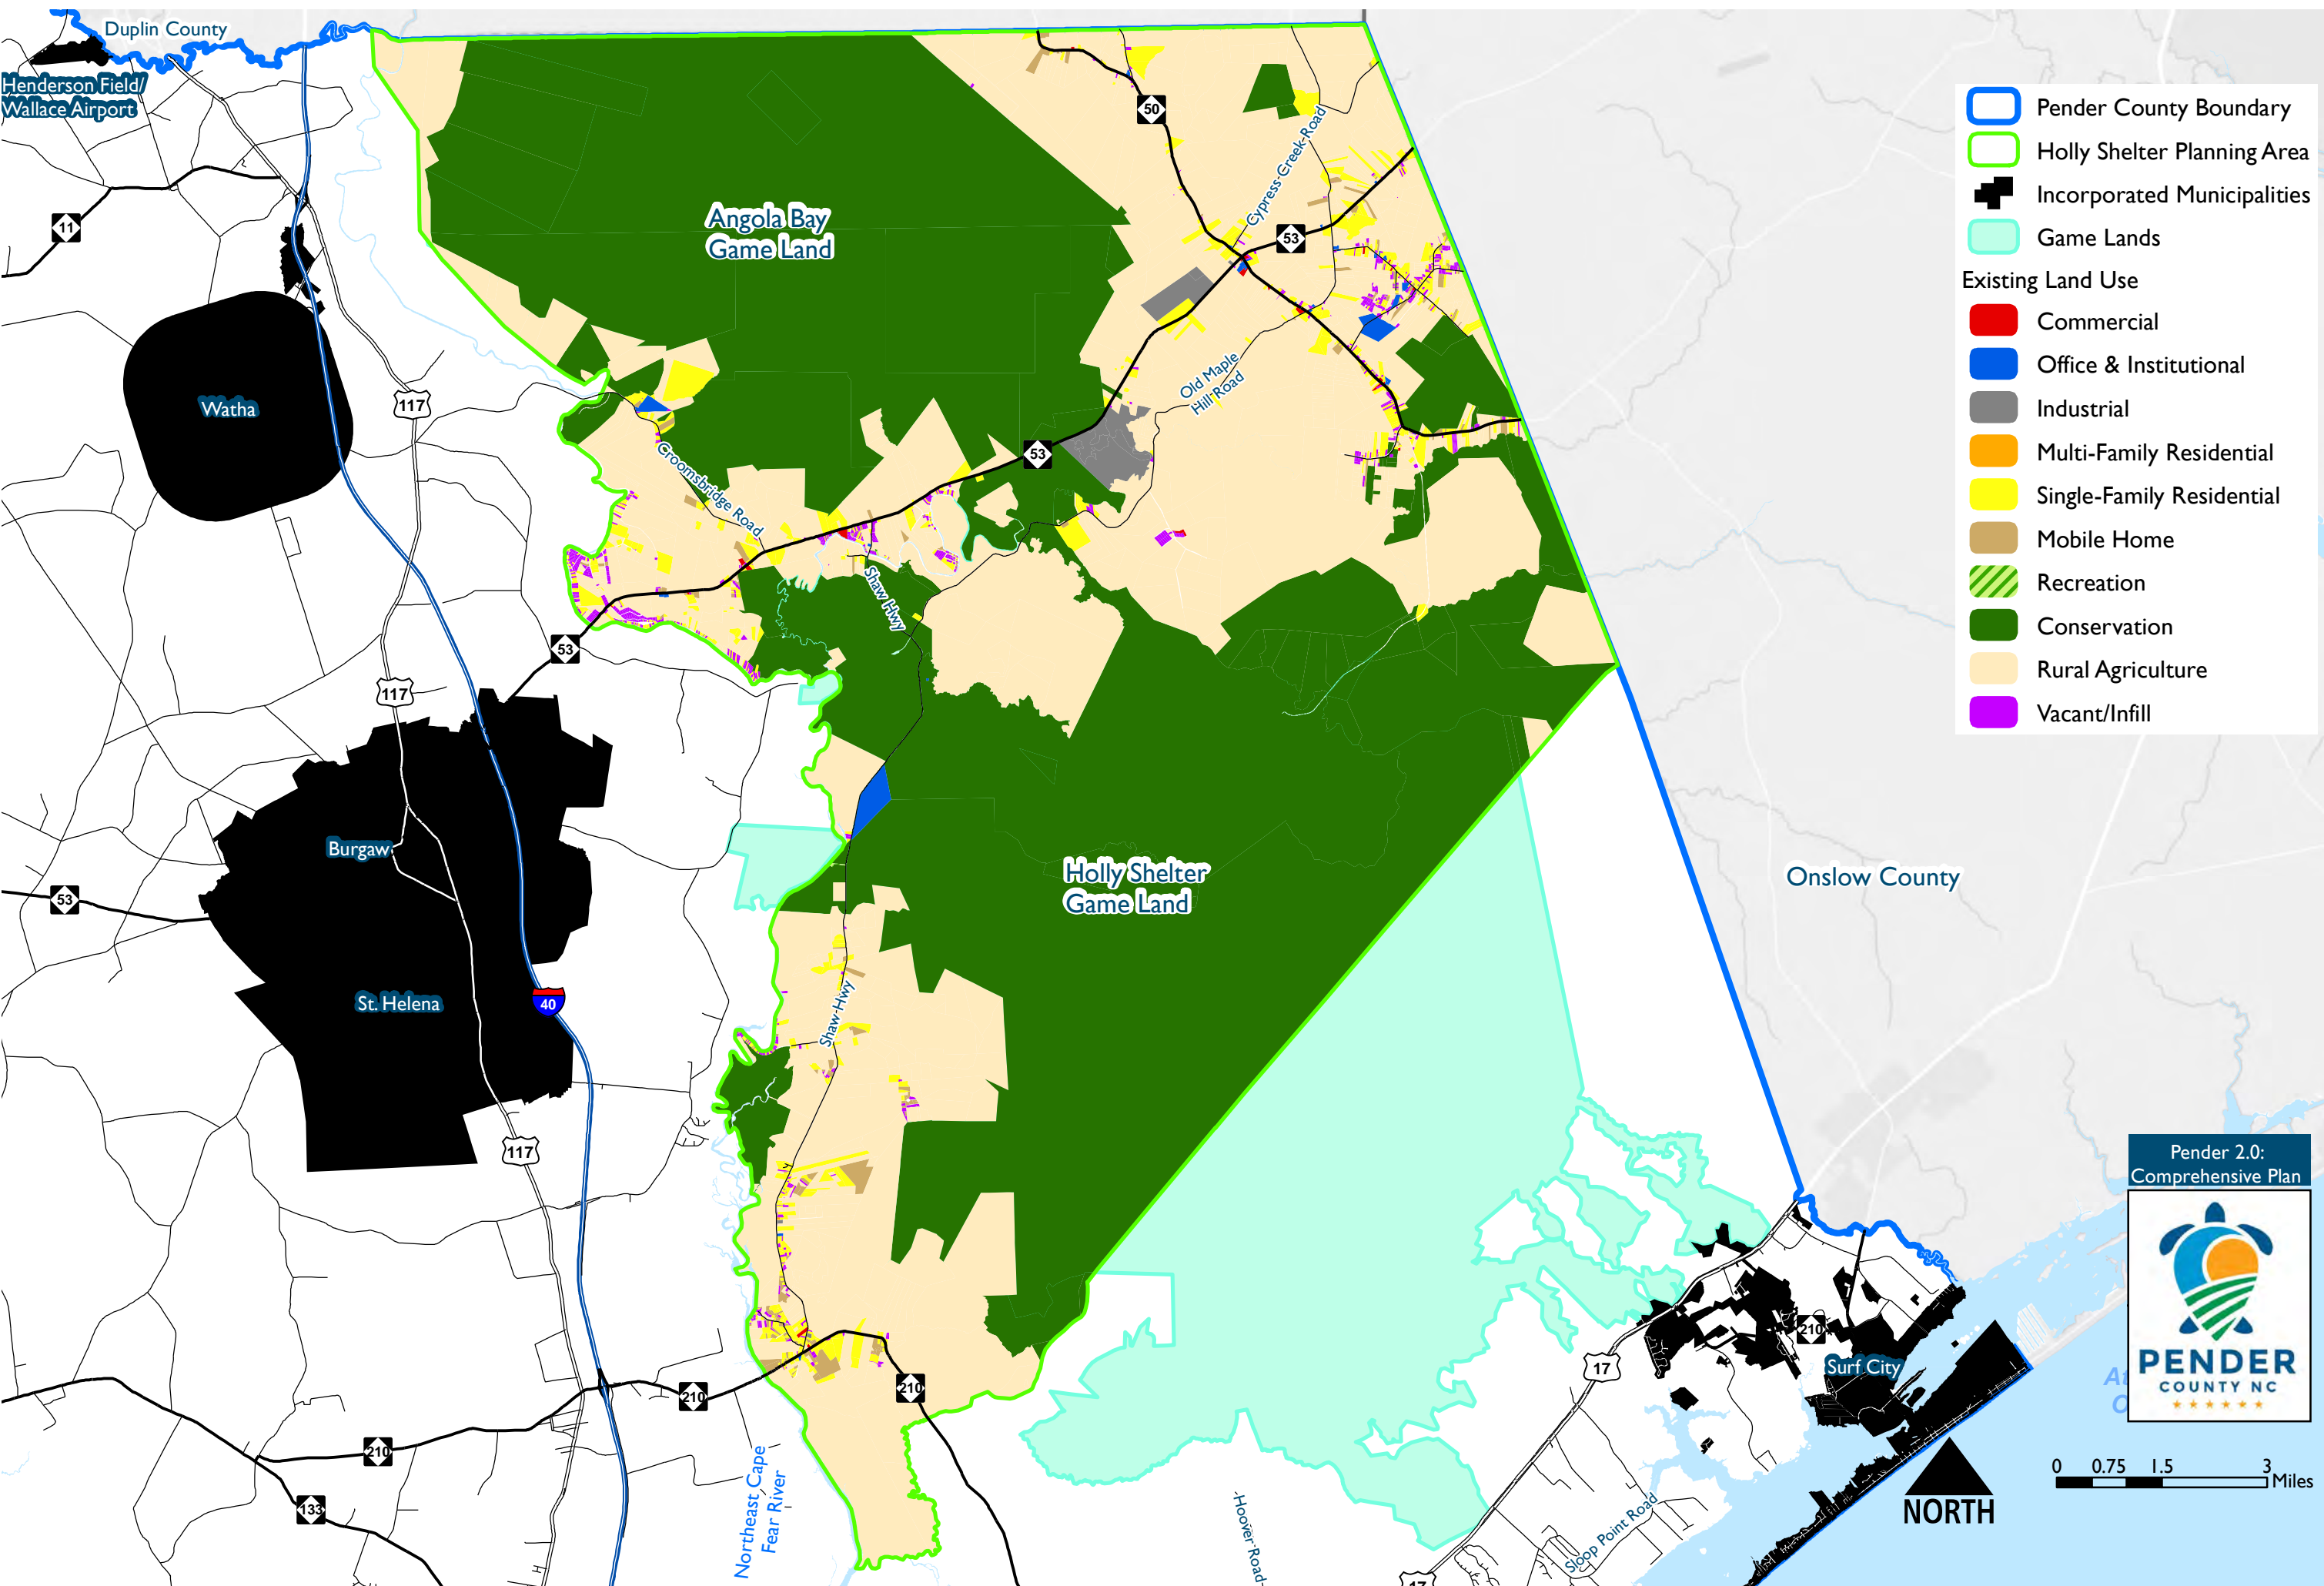 Duplin County
Henderson Field/
Wallace Airport
11
Watha
117
117
53
Burgaw
53
St. Helena
40
117
210
210
133
Northeast Cape
Fear River
Angola Bay
Game Land
50
Cypress Creek Road
53
Old Maple
Hill Road
53
Croomsbridge Road
Shaw Hwy
Holly Shelter
Game Land
Shaw Hwy
210
Hoover Road
Onslow County
17
210
Surf City
Sloop Point Road
17
Pender County Boundary
Holly Shelter Planning Area
Incorporated Municipalities
Game Lands
Existing Land Use
Commercial
Office & Institutional
Industrial
Multi-Family Residential
Single-Family Residential
Mobile Home
Recreation
Conservation
Rural Agriculture
Vacant/Infill
Pender 2.0:
Comprehensive Plan
PENDER
COUNTY NC
0 0.75 1.5 3
Miles
NORTH